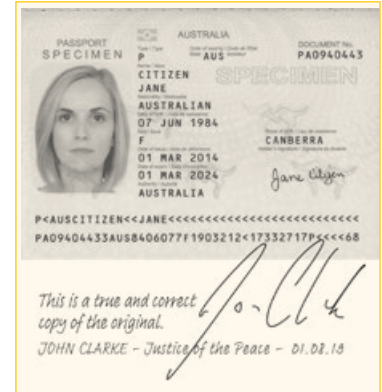 PASSPORT
SPECIMEN
AUSTRALIA
P
AUS
DOCUMENT No.
PA0940443
CITIZEN
JANE
SPECIMEN
AUSTRALIAN
07 JUN 1984
F
CANBERRA
01 MAR 2014
01 MAR 2024
AUSTRALIA
Jane Citizen
P<AUSCITIZEN<<JANE<<<<<<<<<<<<<<<<<<<<<<<<<<
PA09404433AUS8406077F1903212<17332717P<<<<68
This is a true and correct
copy of the original.
JOHN CLARKE – Justice of the Peace – 01.08.19